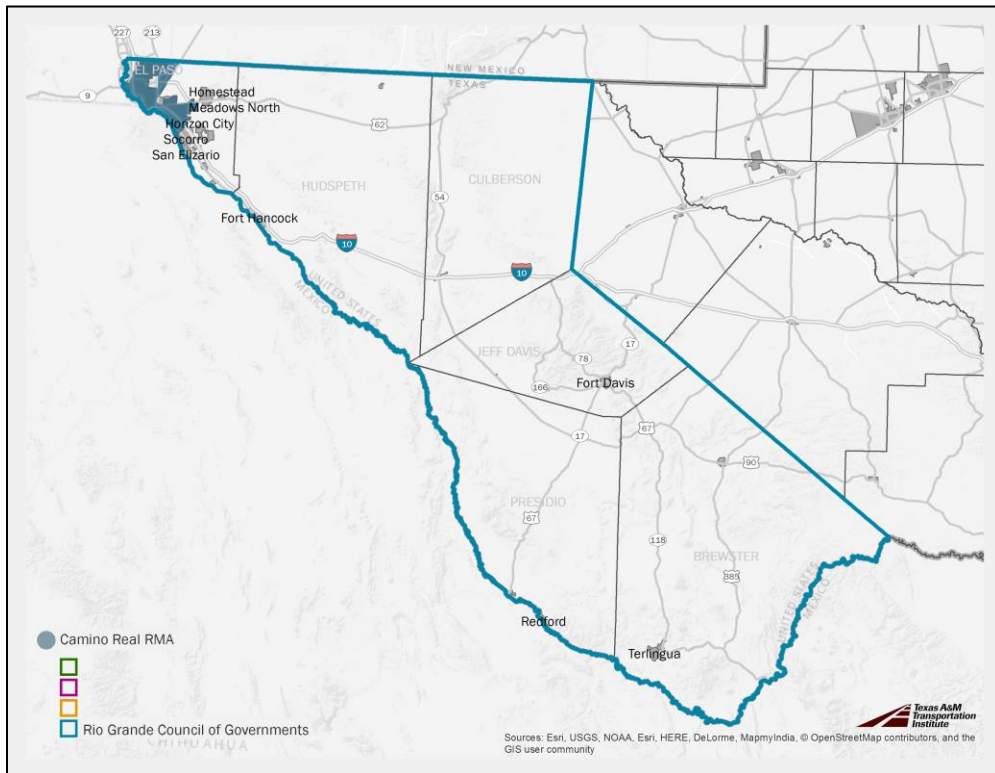 227
213
EL PASO
NEW MEXICO
TEXAS
9
Homestead
Meadows North
62
Horizon City
Socorro
San Elizario
HUDSPETH
CULBERSON
54
Fort Hancock
10
10
UNITED STATES
MEXICO
JEFF DAVIS
17
78
166
Fort Davis
17
67
90
PRESIDIO
67
118
BREWSTER
385
UNITED STATES
MEXICO
Redford
Terlingua
Camino Real RMA
Rio Grande Council of Governments
CHIHUAHUA
Texas A&M
Transportation
Institute
Sources: Esri, USGS, NOAA, Esri, HERE, DeLorme, MapmyIndia, © OpenStreetMap contributors, and the
GIS user community